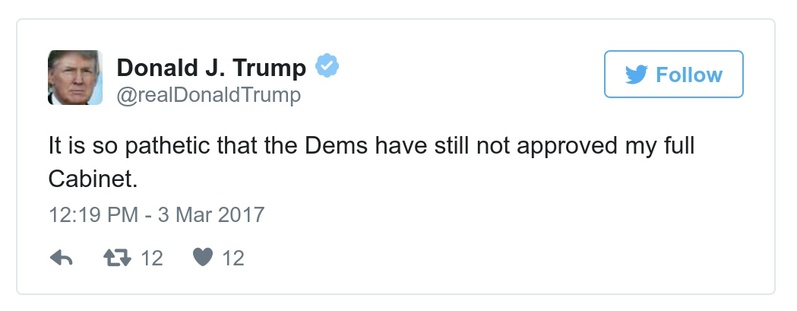 Donald J. Trump
Follow
@realDonaldTrump
It is so pathetic that the Dems have still not approved my full
Cabinet.
12:19 PM - 3 Mar 2017
12 12